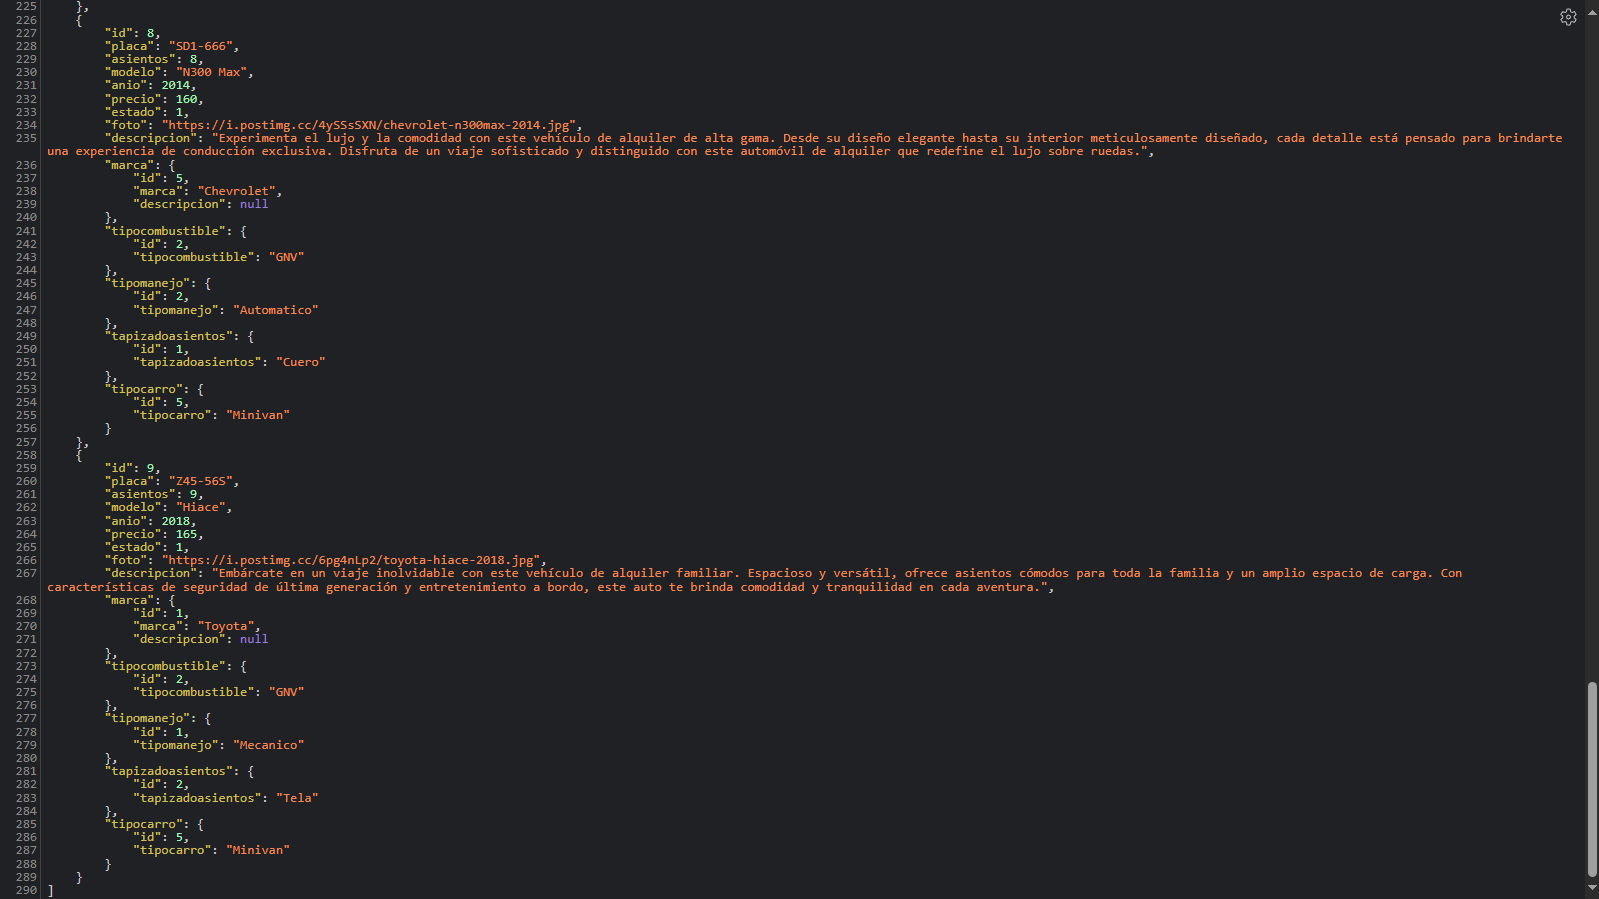 225     },
226     {
227         "id": 8,
228         "placa": "SD1-666",
229         "asientos": 8,
230         "modelo": "N300 Max",
231         "anio": 2014,
232         "precio": 160,
233         "estado": 1,
234         "foto": "https://i.postimg.cc/4ySSsSXN/chevrolet-n300max-2014.jpg",
235         "descripcion": "Experimenta el lujo y la comodidad con este vehículo de alquiler de alta gama. Desde su diseño elegante hasta su interior meticulosamente diseñado, cada detalle está pensado para brindarte
una experiencia de conducción exclusiva. Disfruta de un viaje sofisticado y distinguido con este automóvil de alquiler que redefine el lujo sobre ruedas.",
236         "marca": {
237             "id": 5,
238             "marca": "Chevrolet",
239             "descripcion": null
240         },
241         "tipocombustible": {
242             "id": 2,
243             "tipocombustible": "GNV"
244         },
245         "tipomanejo": {
246             "id": 2,
247             "tipomanejo": "Automatico"
248         },
249         "tapizadoasientos": {
250             "id": 1,
251             "tapizadoasientos": "Cuero"
252         },
253         "tipocarro": {
254             "id": 5,
255             "tipocarro": "Minivan"
256         }
257     },
258     {
259         "id": 9,
260         "placa": "Z45-56S",
261         "asientos": 9,
262         "modelo": "Hiace",
263         "anio": 2018,
264         "precio": 165,
265         "estado": 1,
266         "foto": "https://i.postimg.cc/6pg4nLp2/toyota-hiace-2018.jpg",
267         "descripcion": "Embárcate en un viaje inolvidable con este vehículo de alquiler familiar. Espacioso y versátil, ofrece asientos cómodos para toda la familia y un amplio espacio de carga. Con
características de seguridad de última generación y entretenimiento a bordo, este auto te brinda comodidad y tranquilidad en cada aventura.",
268         "marca": {
269             "id": 1,
270             "marca": "Toyota",
271             "descripcion": null
272         },
273         "tipocombustible": {
274             "id": 2,
275             "tipocombustible": "GNV"
276         },
277         "tipomanejo": {
278             "id": 1,
279             "tipomanejo": "Mecanico"
280         },
281         "tapizadoasientos": {
282             "id": 2,
283             "tapizadoasientos": "Tela"
284         },
285         "tipocarro": {
286             "id": 5,
287             "tipocarro": "Minivan"
288         }
289     }
290 ]